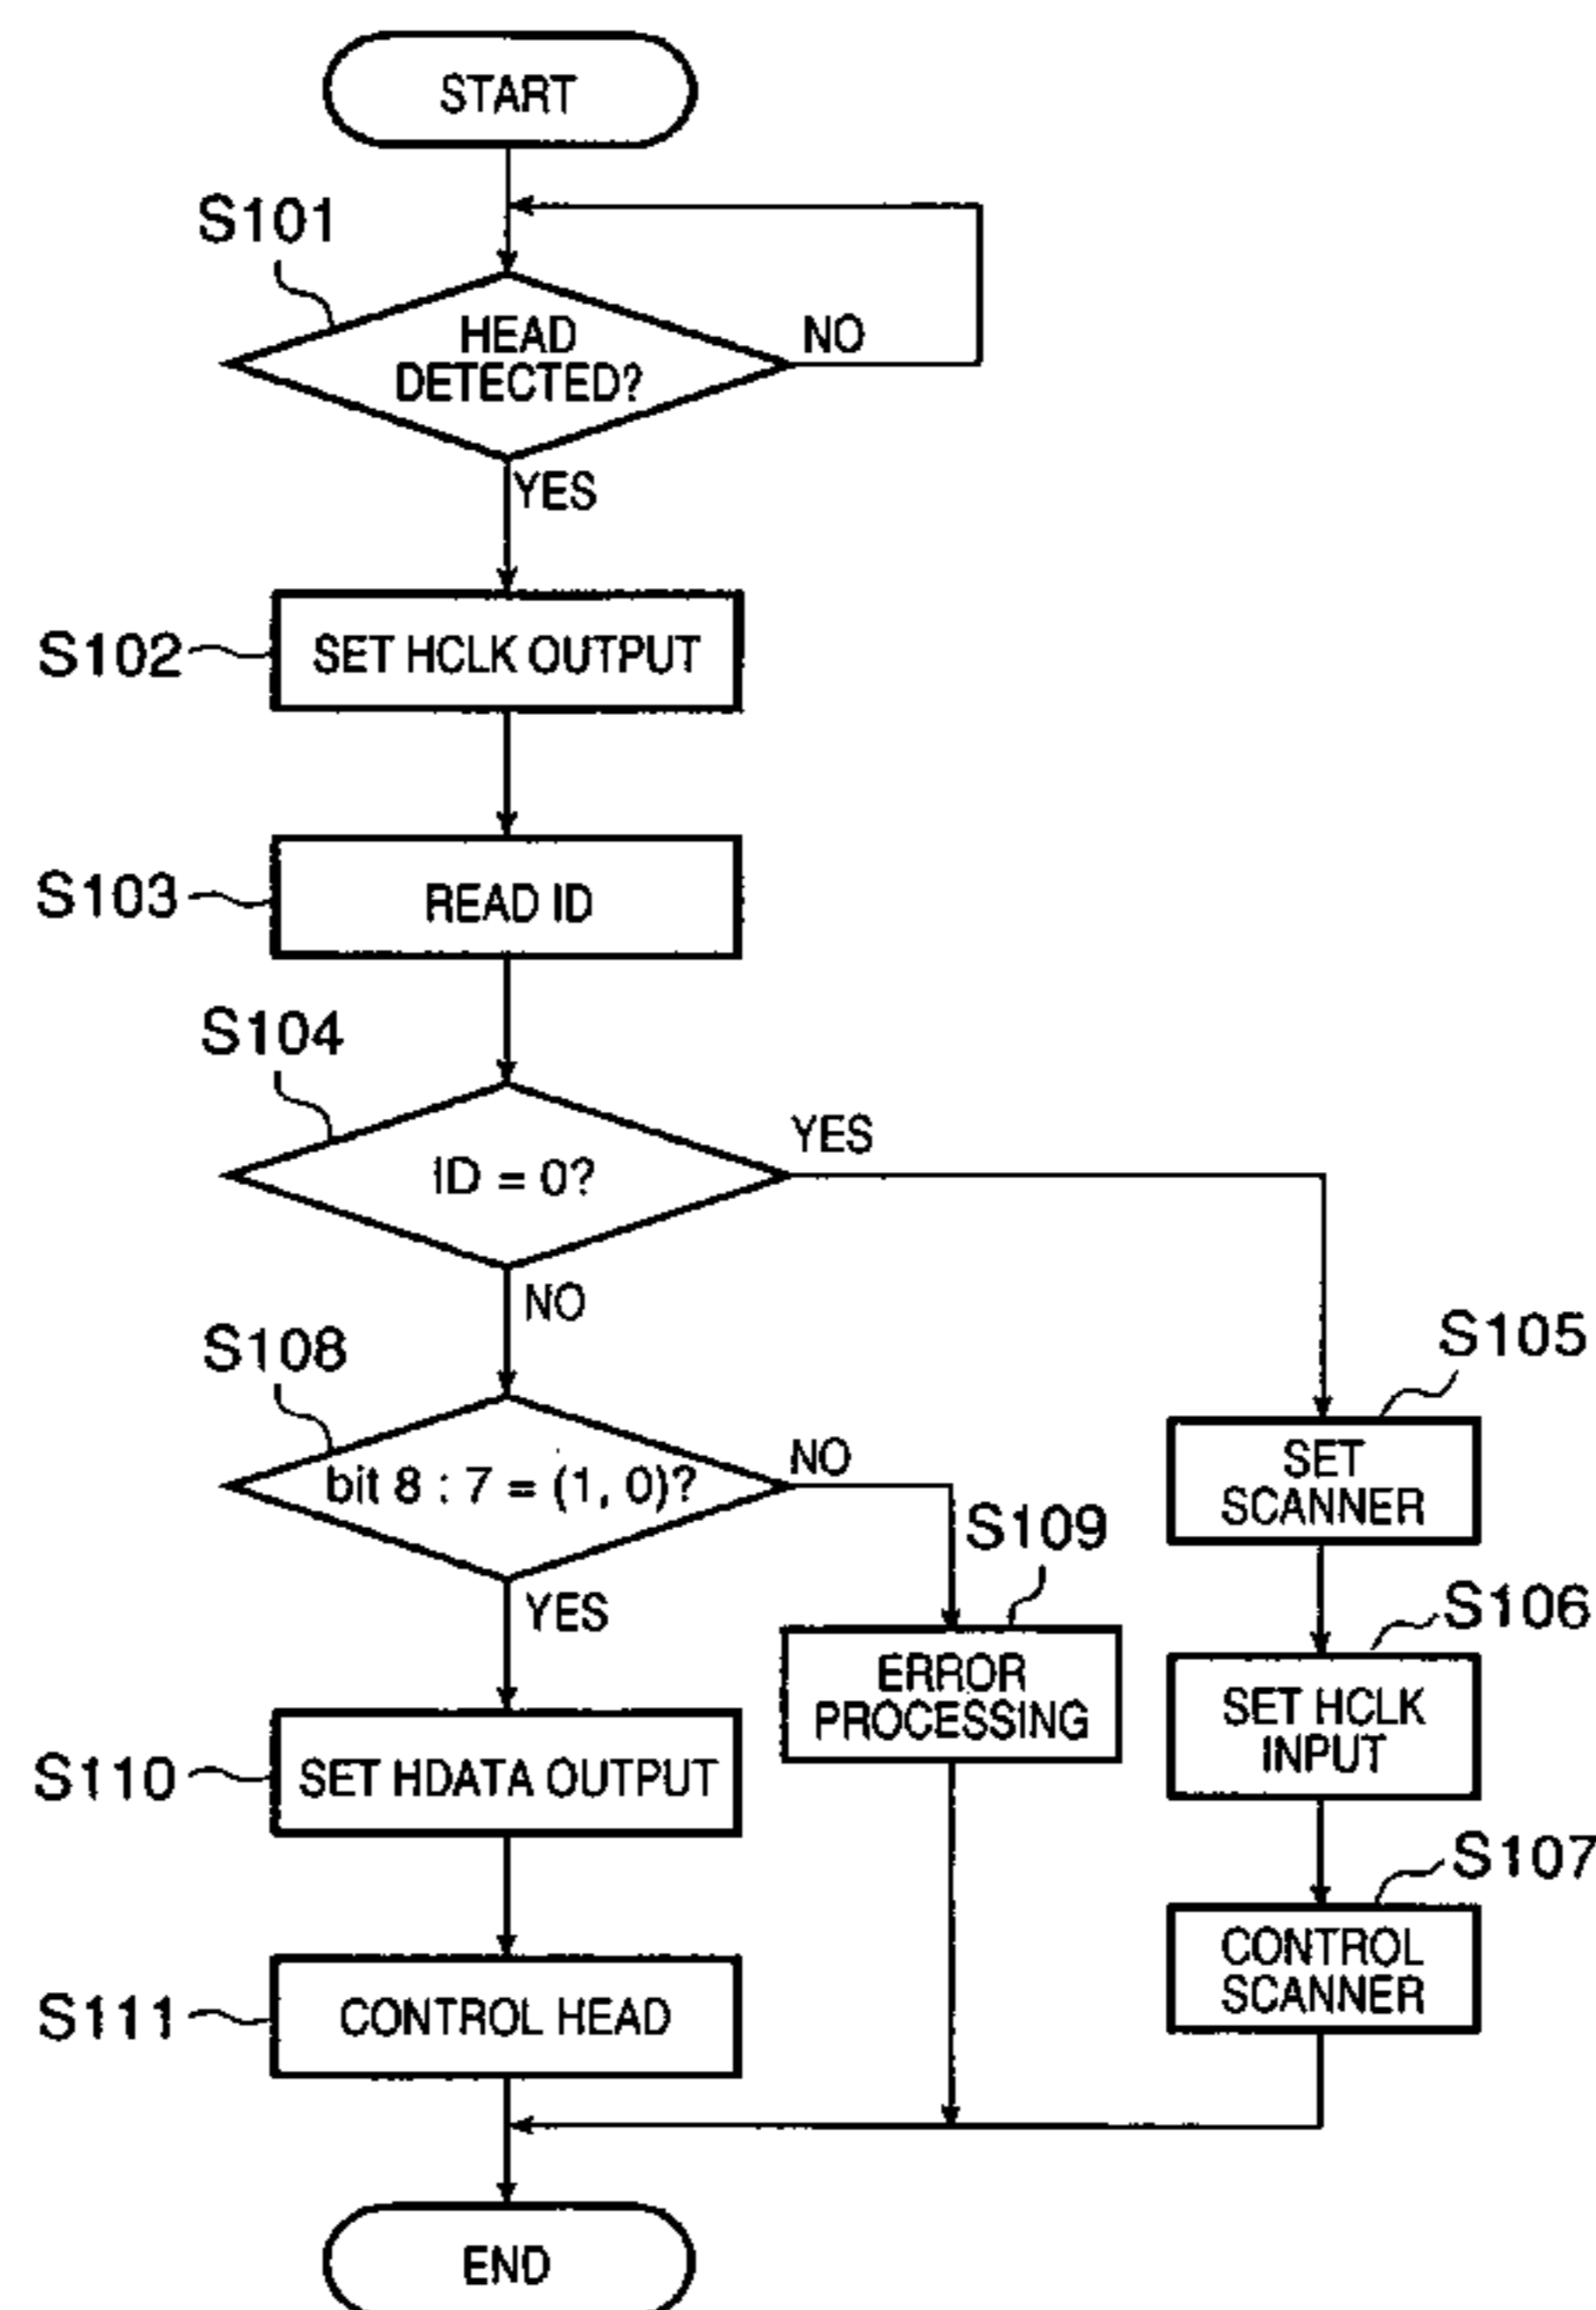 START
S101
HEAD
DETECTED?
NO
YES
S102
SET HCLK OUTPUT
S103
READ ID
S104
ID = 0?
YES
NO
S108
bit 8 : 7 = (1, 0)?
NO
YES
S105
SET
SCANNER
S109
ERROR
PROCESSING
S106
SET HCLK
INPUT
S110
SET HDATA OUTPUT
S107
CONTROL
SCANNER
S111
CONTROL HEAD
END